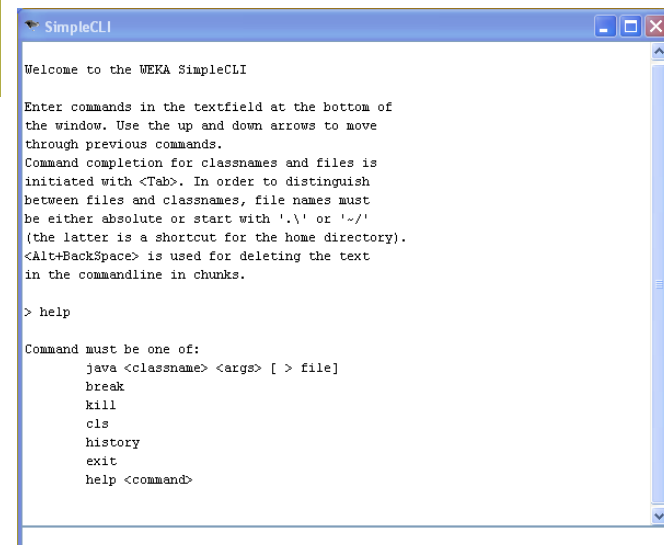 SimpleCLI
Welcome to the WEKA SimpleCLI
Enter commands in the textfield at the bottom of
the window. Use the up and down arrows to move
through previous commands.
Command completion for classnames and files is
initiated with <Tab>. In order to distinguish
between files and classnames, file names must
be either absolute or start with '.\' or '~/'
(the latter is a shortcut for the home directory).
<Alt+BackSpace> is used for deleting the text
in the commandline in chunks.
> help
Command must be one of:
java <classname> <args> [ > file]
break
kill
cls
history
exit
help <command>